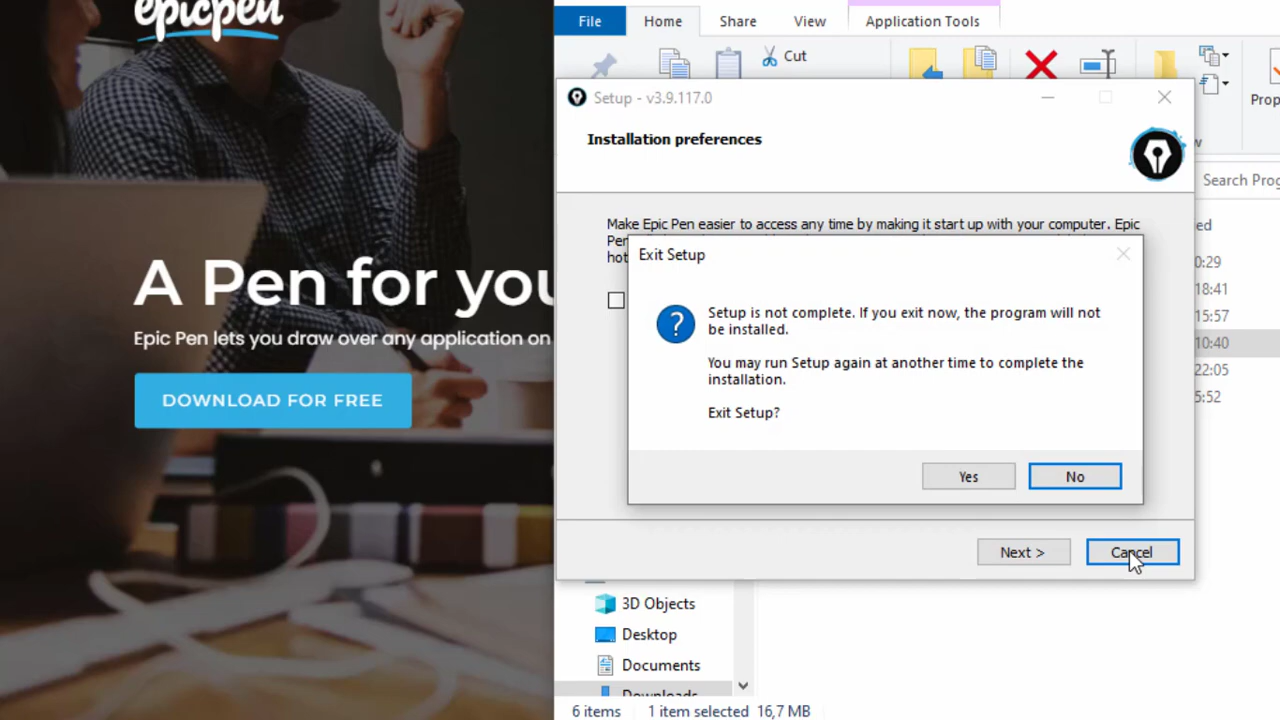 epicpen
A Pen for you
Epic Pen lets you draw over any application on
DOWNLOAD FOR FREE
File
Home
Share
View
Application Tools
Cut
Setup - v3.9.117.0
Installation preferences
Make Epic Pen easier to access any time by making it start up with your computer. Epic
Pen
hot
Exit Setup
Setup is not complete. If you exit now, the program will not
be installed.
You may run Setup again at another time to complete the
installation.
Exit Setup?
Yes
No
Next >
Cancel
Prop
w
Search Prog
ed
0:29
18:41
15:57
10:40
22:05
5:52
3D Objects
Desktop
Documents
Downloads
6 items
1 item selected 16,7 MB